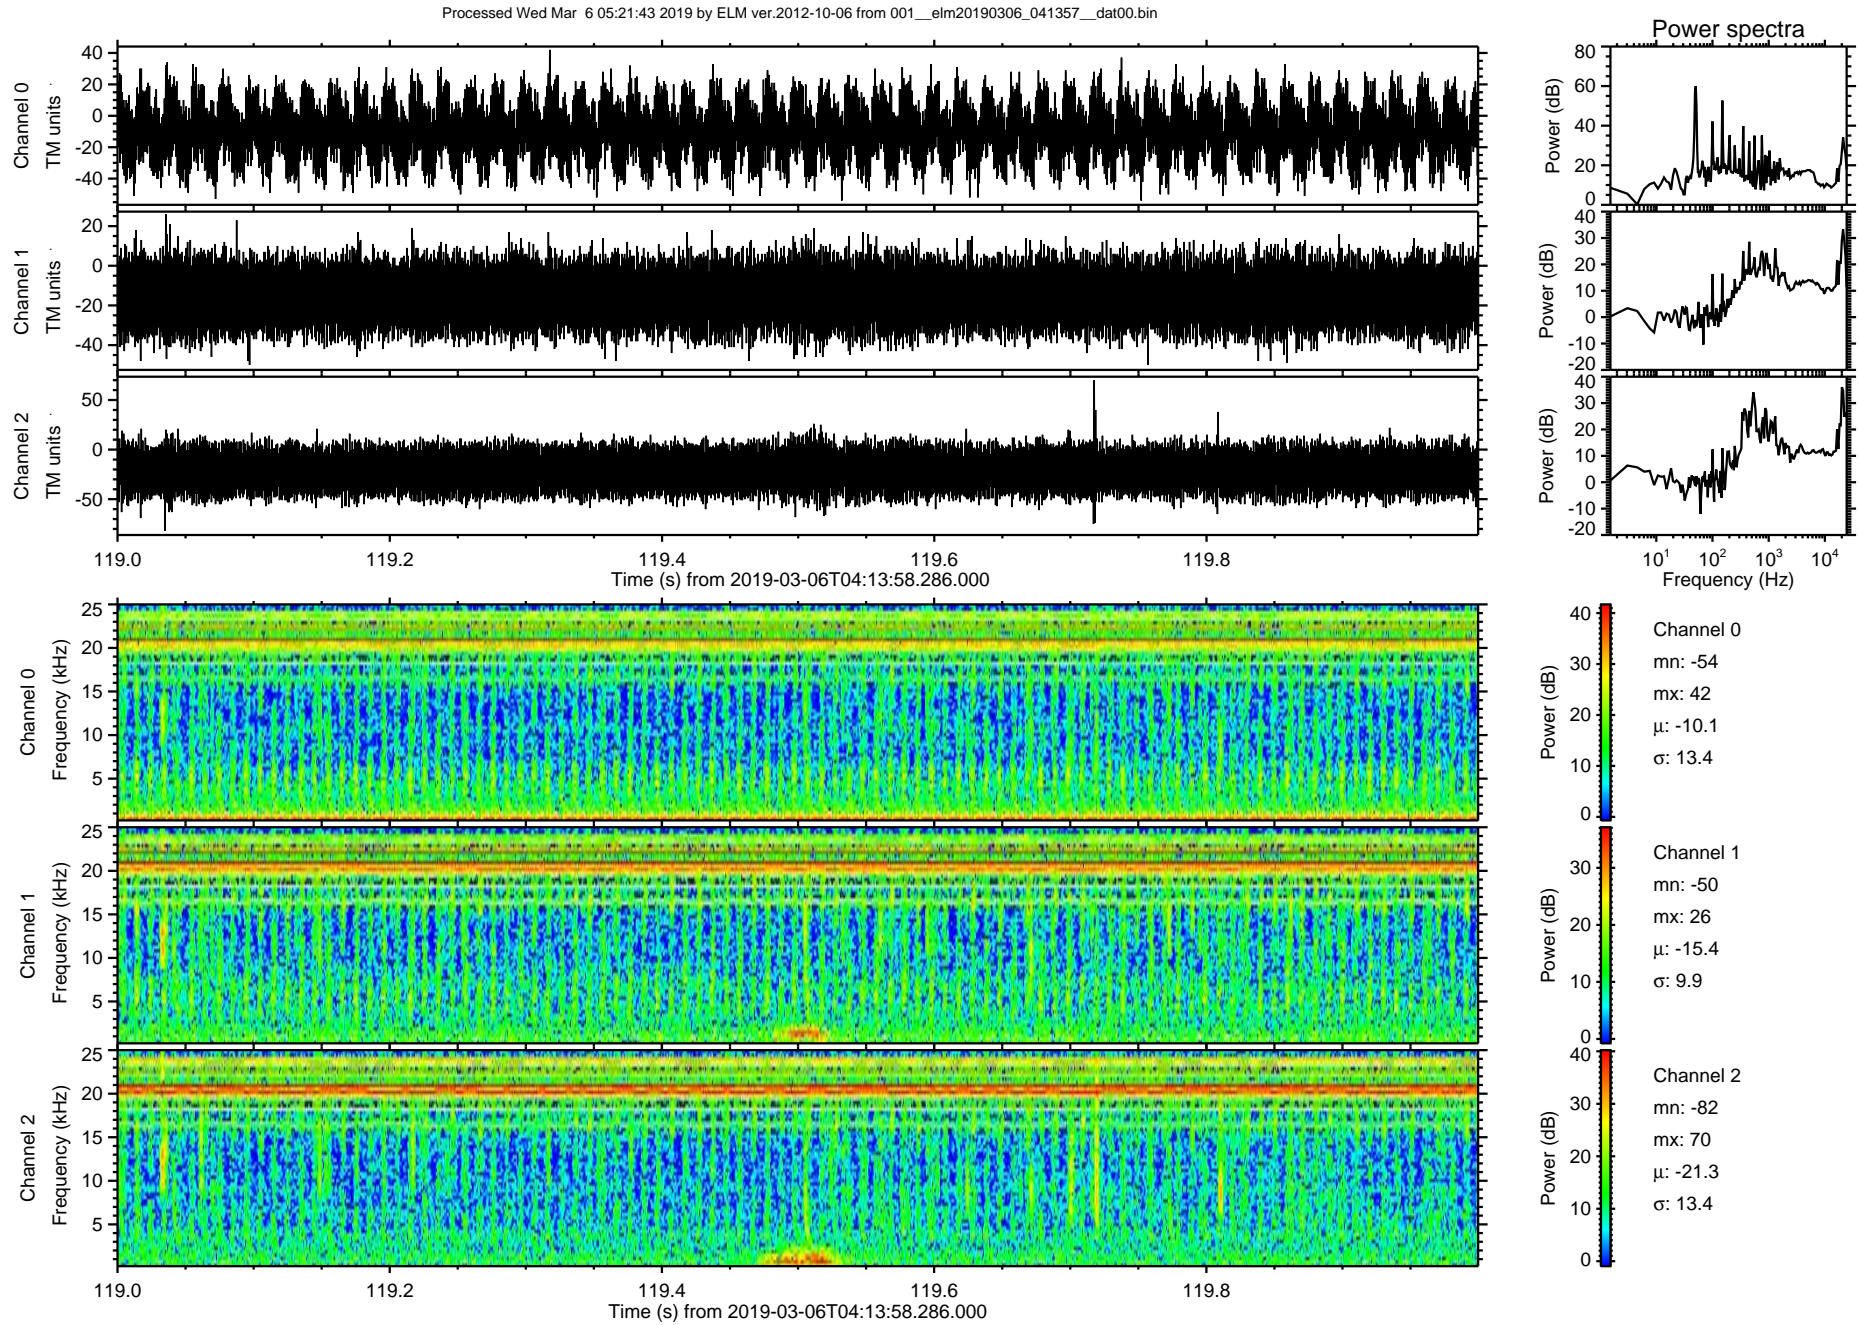 Processed Wed Mar  6 05:21:43 2019 by ELM ver.2012-10-06 from 001__elm20190306_041357__dat00.bin
Power spectra
Channel 0
TM units
40
20
0
-20
-40
Power (dB)
80
60
40
20
0
Channel 1
TM units
20
0
-20
-40
Power (dB)
40
30
20
10
0
-10
-20
Channel 2
TM units
50
0
-50
Power (dB)
40
30
20
10
0
-10
-20
119.0 119.2 119.4 119.6 119.8
Time (s) from 2019-03-06T04:13:58.286.000
10^1 10^2 10^3 10^4
Frequency (Hz)
Channel 0
Frequency (kHz)
25
20
15
10
5
Power (dB)
40
30
20
10
0
Channel 0
mn: -54
mx: 42
μ: -10.1
σ: 13.4
Channel 1
Frequency (kHz)
25
20
15
10
5
Power (dB)
30
20
10
0
Channel 1
mn: -50
mx: 26
μ: -15.4
σ: 9.9
Channel 2
Frequency (kHz)
25
20
15
10
5
Power (dB)
40
30
20
10
0
Channel 2
mn: -82
mx: 70
μ: -21.3
σ: 13.4
119.0 119.2 119.4 119.6 119.8
Time (s) from 2019-03-06T04:13:58.286.000